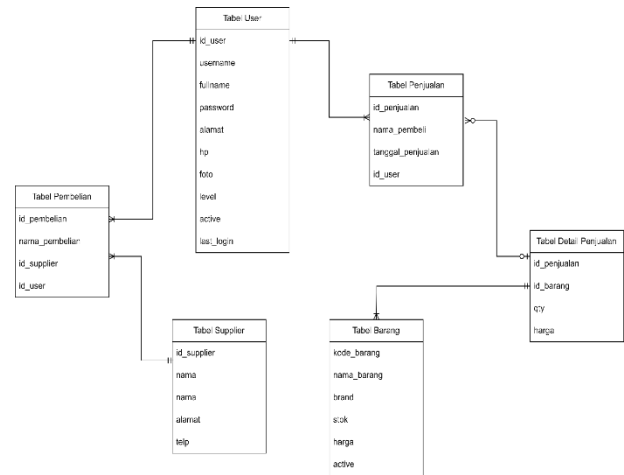 Tabel User
id_user
username
fullname
password
alamat
hp
foto
level
active
last_login
Tabel Penjualan
id_penjualan
nama_pembeli
tanggal_penjualan
id_user
Tabel Pembelian
id_pembelian
nama_pembelian
id_supplier
id_user
Tabel Detail Penjualan
id_penjualan
id_barang
qty
harga
Tabel Supplier
id_supplier
nama
nama
alamat
telp
Tabel Barang
kode_barang
nama_barang
brand
stok
harga
active